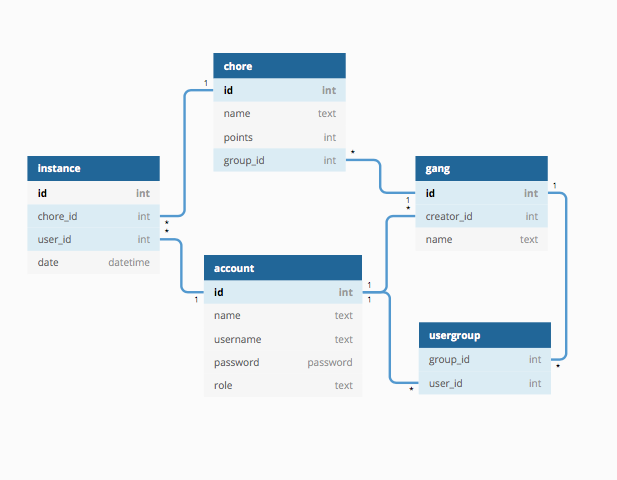 chore
id int
name text
points int
group_id int
instance
id int
chore_id int
user_id int
date datetime
gang
id int
creator_id int
name text
account
id int
name text
username text
password password
role text
usergroup
group_id int
user_id int
1
*
*
1
*
1
*
1
1
1
*
*